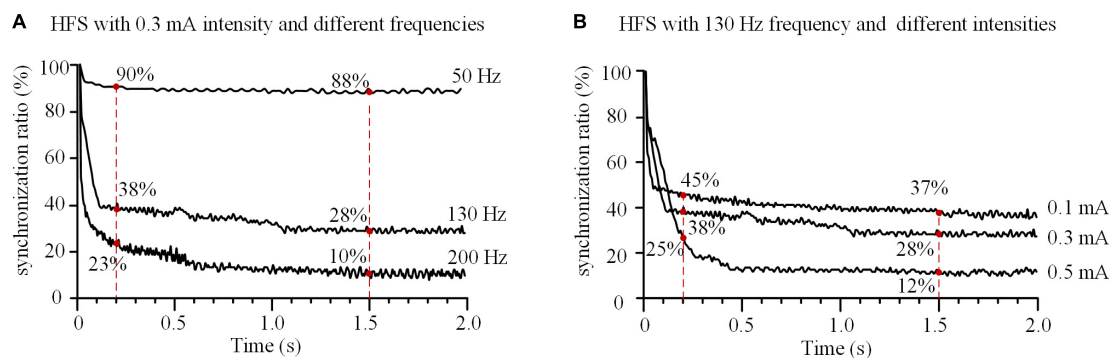 A HFS with 0.3 mA intensity and different frequencies
synchronization ratio (%)
100
80
60
40
20
0
90%
88%
50 Hz
38%
28%
130 Hz
23%
10%
200 Hz
0 0.5 1.0 1.5 2.0
Time (s)
B HFS with 130 Hz frequency and different intensities
synchronization ratio (%)
100
80
60
40
20
0
45%
37%
0.1 mA
38%
28%
0.3 mA
25%
12%
0.5 mA
0 0.5 1.0 1.5 2.0
Time (s)